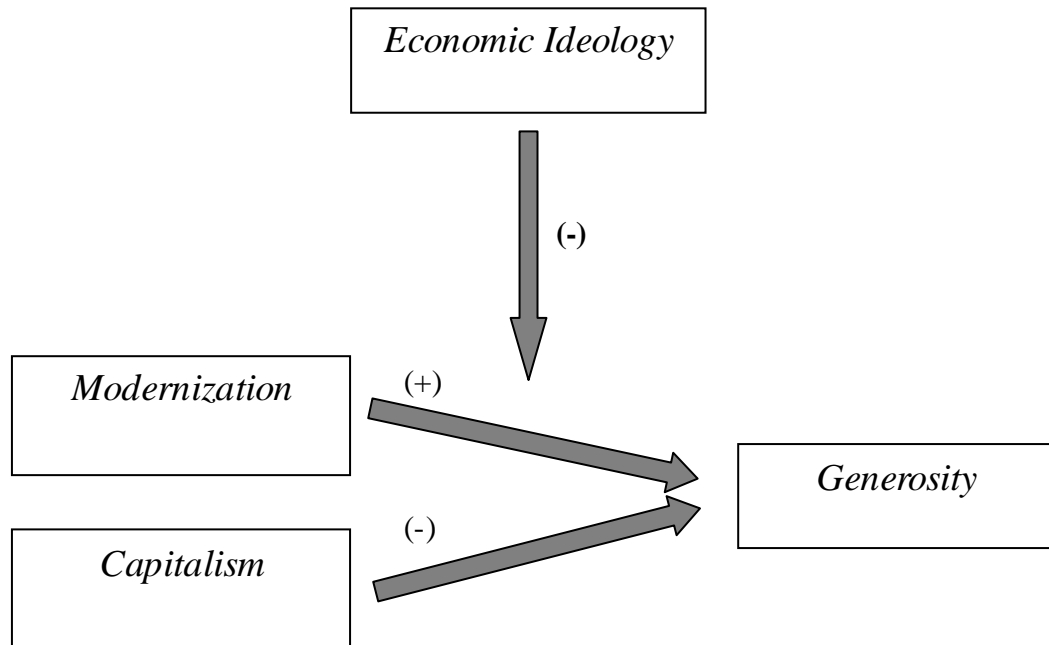 Economic Ideology
(-)
Modernization
(+)
Generosity
Capitalism
(-)